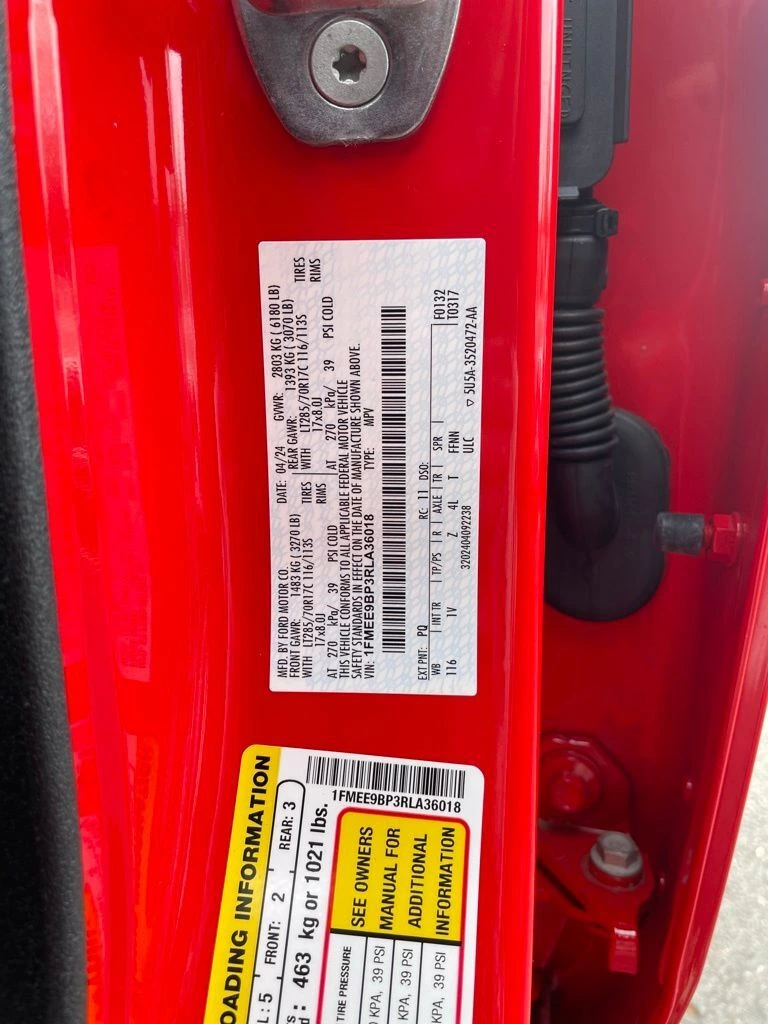 MFD. BY FORD MOTOR CO.
DATE: 04/24 GVWR: 2803 KG ( 6180 LB)
FRONT GAWR: 1483 KG ( 3270 LB)
REAR GAWR: 1393 KG ( 3070 LB)
WITH LT285/70R17C 116/113S TIRES
WITH LT285/70R17C 116/113S TIRES
17x8.0J RIMS
17x8.0J RIMS
AT 270 kPa/ 39 PSI COLD
AT 270 kPa/ 39 PSI COLD
THIS VEHICLE CONFORMS TO ALL APPLICABLE FEDERAL MOTOR VEHICLE
SAFETY STANDARDS IN EFFECT ON THE DATE OF MANUFACTURE SHOWN ABOVE.
VIN: 1FMEE9BP3RLA36018 TYPE: MPV
EXT PNT: PQ RC: 11 DSO: F0132
T0317
WB INT TR TP/PS R AXLE TR SPR
116 1V Z 4L T FFNN
ULC
3202404092238
▽ 5U5A-3520472-AA
1FMEE9BP3RLA36018
OADING INFORMATION
L : 5 FRONT: 2 REAR: 3
: 463 kg or 1021 lbs.
TIRE PRESSURE
KPA, 39 PSI
KPA, 39 PSI
KPA, 39 PSI
SEE OWNERS
MANUAL FOR
ADDITIONAL
INFORMATION